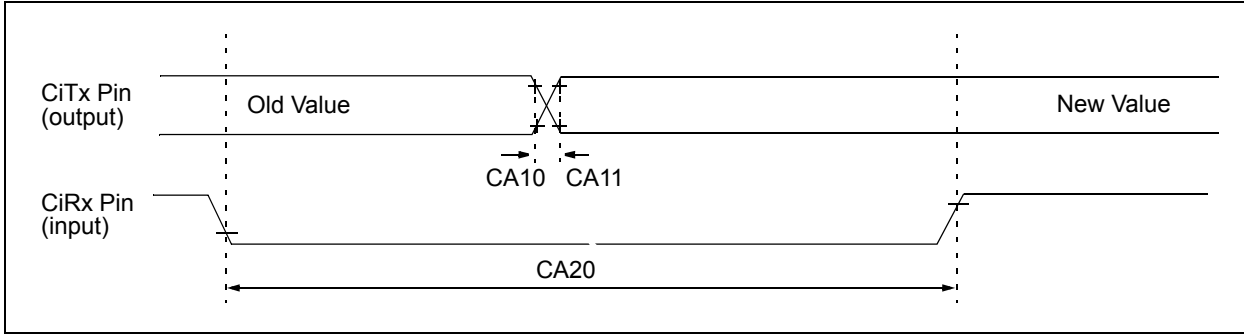 CiTx Pin
(output)
Old Value
New Value
CA10 CA11
CiRx Pin
(input)
CA20